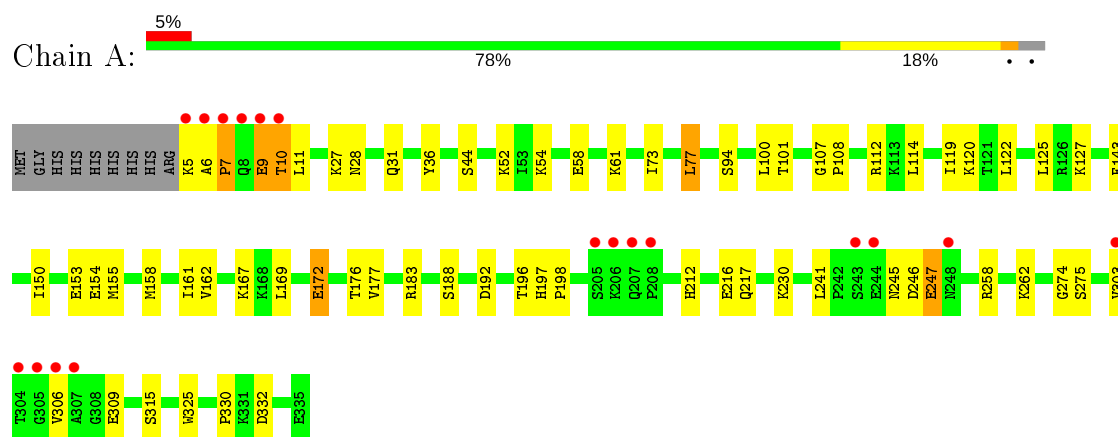 5%
Chain A:
78% 18% • •
MET GLY HIS HIS HIS HIS HIS HIS ARG K5 A6 P7 Q8 E9 T10 L11 K27 N28 Q31 Y36 S44 K52 I53 K54 E58 K61 I73 L77 S94 L100 T101 G107 P108 R112 K113 L114 I119 K120 T121 L122 L125 R126 K127
I150 E153 E154 M155 M158 I161 V162 K167 K168 L169 E172 T176 V177 R183 S188 D192 T196 H197 P198 S205 K206 Q207 P208 H212 E216 Q217 K230 L241 P242 S243 E244 N245 D246 E247 N248 R258 K262 G274 S275
T304 G305 V306 A307 G308 E309 S315 W325 P330 K331 D332 E335